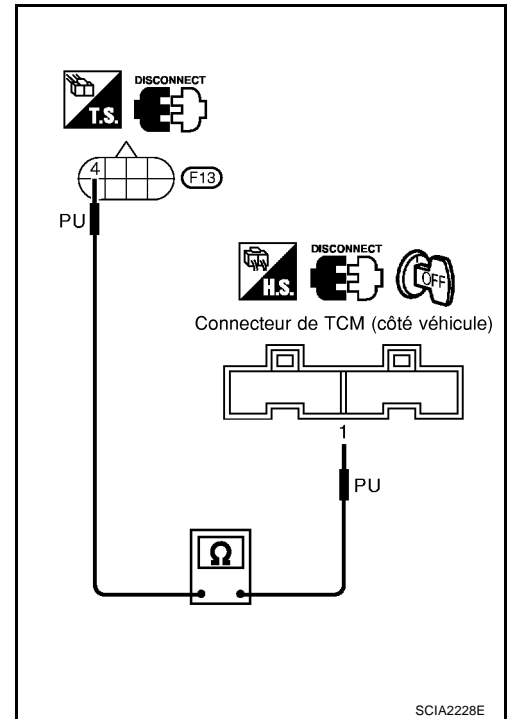 DISCONNECT
T.S.
4
F13
PU
DISCONNECT
H.S.
OFF
Connecteur de TCM (côté véhicule)
1
PU
Ω
SCIA2228E